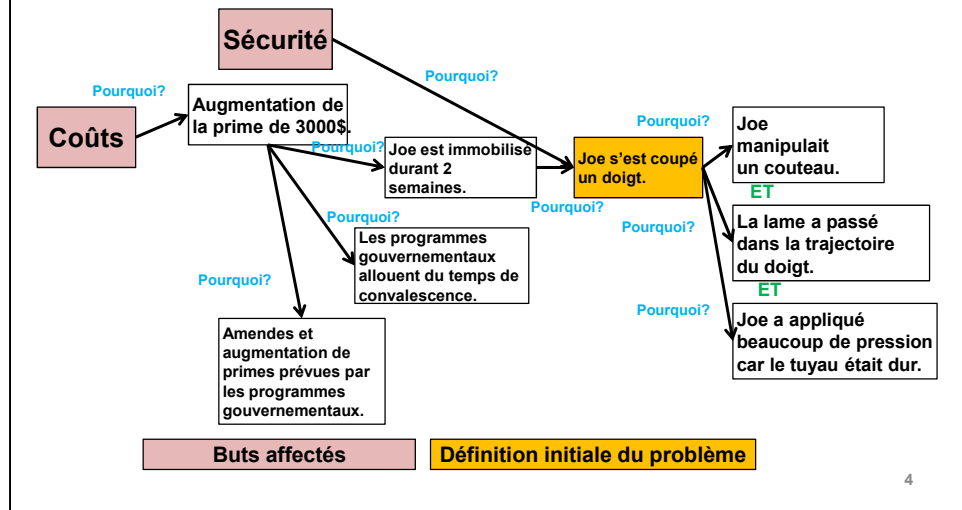 Sécurité
Pourquoi?
Pourquoi?
Coûts
Augmentation de
la prime de 3000$.
Pourquoi?
Joe est immobilisé
durant 2
semaines.
Pourquoi?
Joe s’est coupé
un doigt.
Pourquoi?
Joe
manipulait
un couteau.
ET
Pourquoi?
La lame a passé
dans la trajectoire
du doigt.
ET
Pourquoi?
Joe a appliqué
beaucoup de pression
car le tuyau était dur.
Pourquoi?
Les programmes
gouvernementaux
allouent du temps de
convalescence.
Pourquoi?
Amendes et
augmentation de
primes prévues par
les programmes
gouvernementaux.
Buts affectés
Définition initiale du problème
4